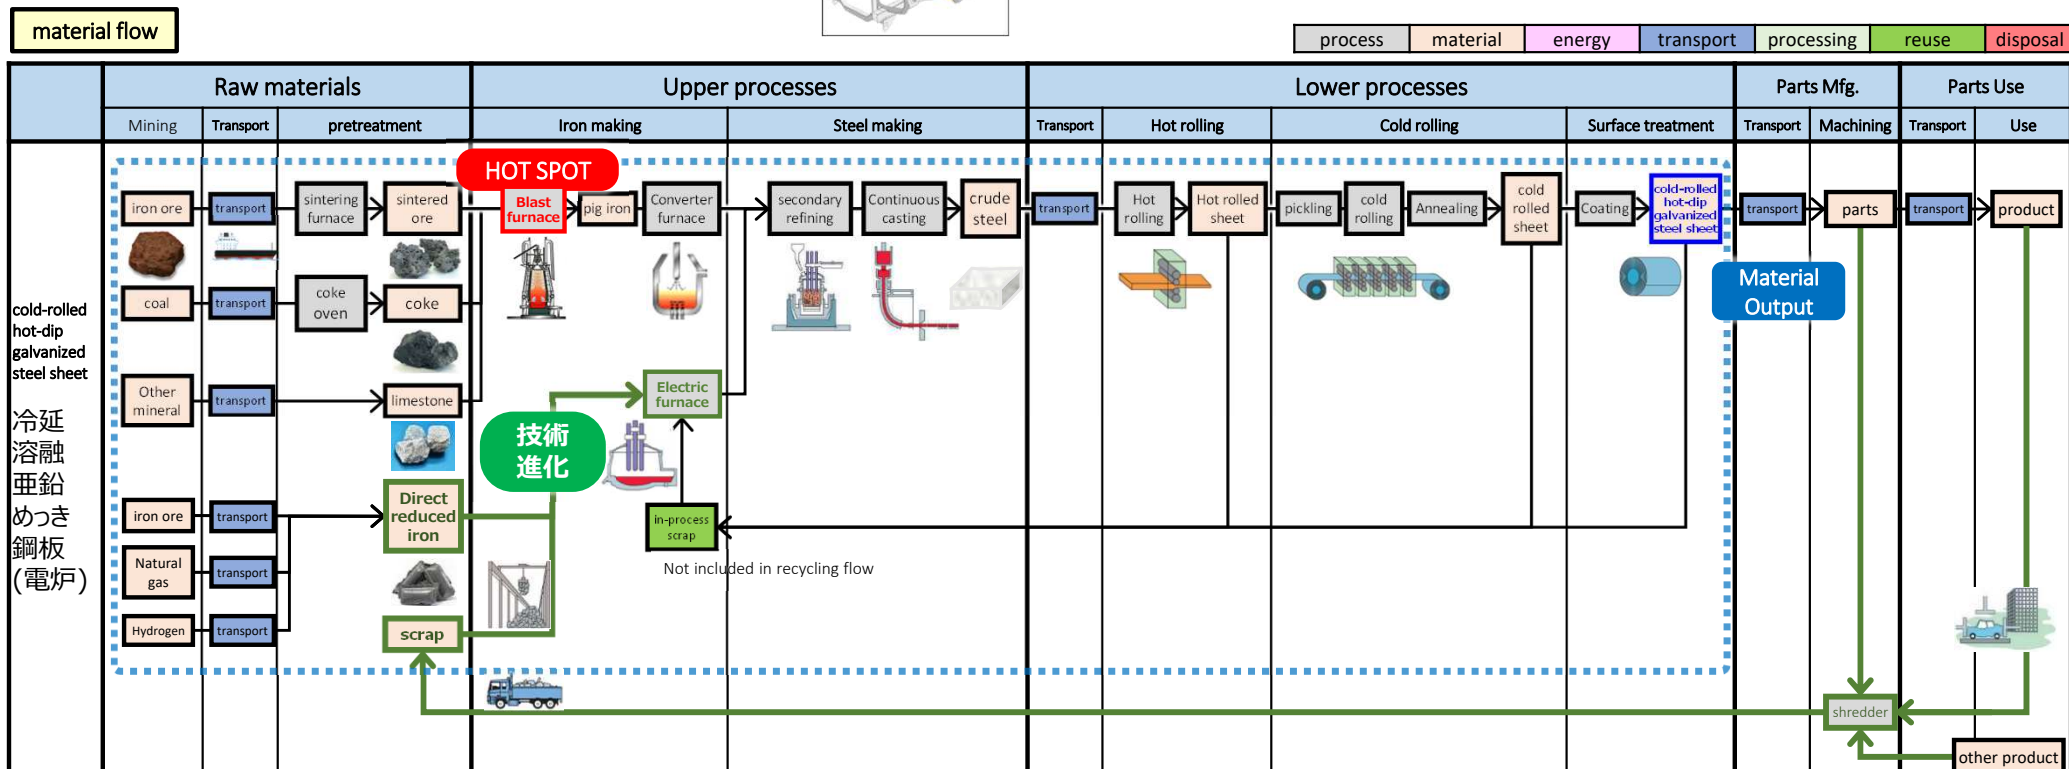 material flow
process
material
energy
transport
processing
reuse
disposal
Raw materials
Upper processes
Lower processes
Parts Mfg.
Parts Use
Mining
Transport
pretreatment
Iron making
Steel making
Transport
Hot rolling
Cold rolling
Surface treatment
Transport
Machining
Transport
Use
cold-rolled
hot-dip
galvanized
steel sheet
冷延
溶融
亜鉛
めっき
鋼板
(電炉)
HOT SPOT
iron ore
transport
sintering
furnace
sintered
ore
Blast
furnace
pig iron
Converter
furnace
secondary
refining
Continuous
casting
crude
steel
transport
Hot
rolling
Hot rolled
sheet
pickling
cold
rolling
Annealing
cold
rolled
sheet
Coating
cold-rolled
hot-dip
galvanized
steel sheet
transport
parts
transport
product
Material
Output
coal
transport
coke
oven
coke
Other
mineral
transport
limestone
Electric
furnace
技術
進化
iron ore
transport
Direct
reduced
iron
in-process
scrap
Not included in recycling flow
Natural
gas
transport
Hydrogen
transport
scrap
shredder
other product